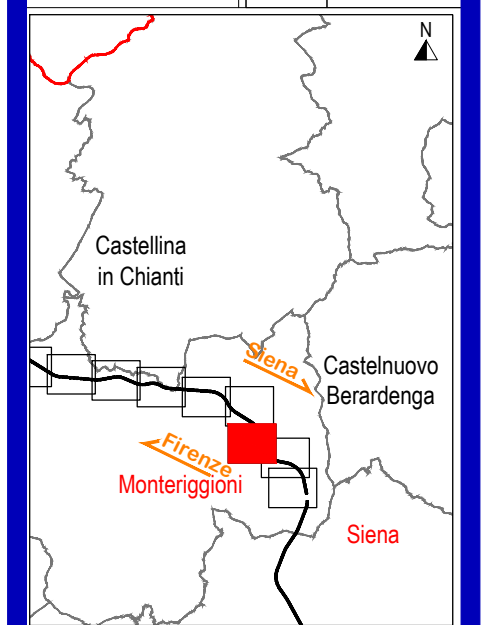 N
Castellina
in Chianti
Siena
Castelnuovo
Berardenga
Firenze
Monteriggioni
Siena